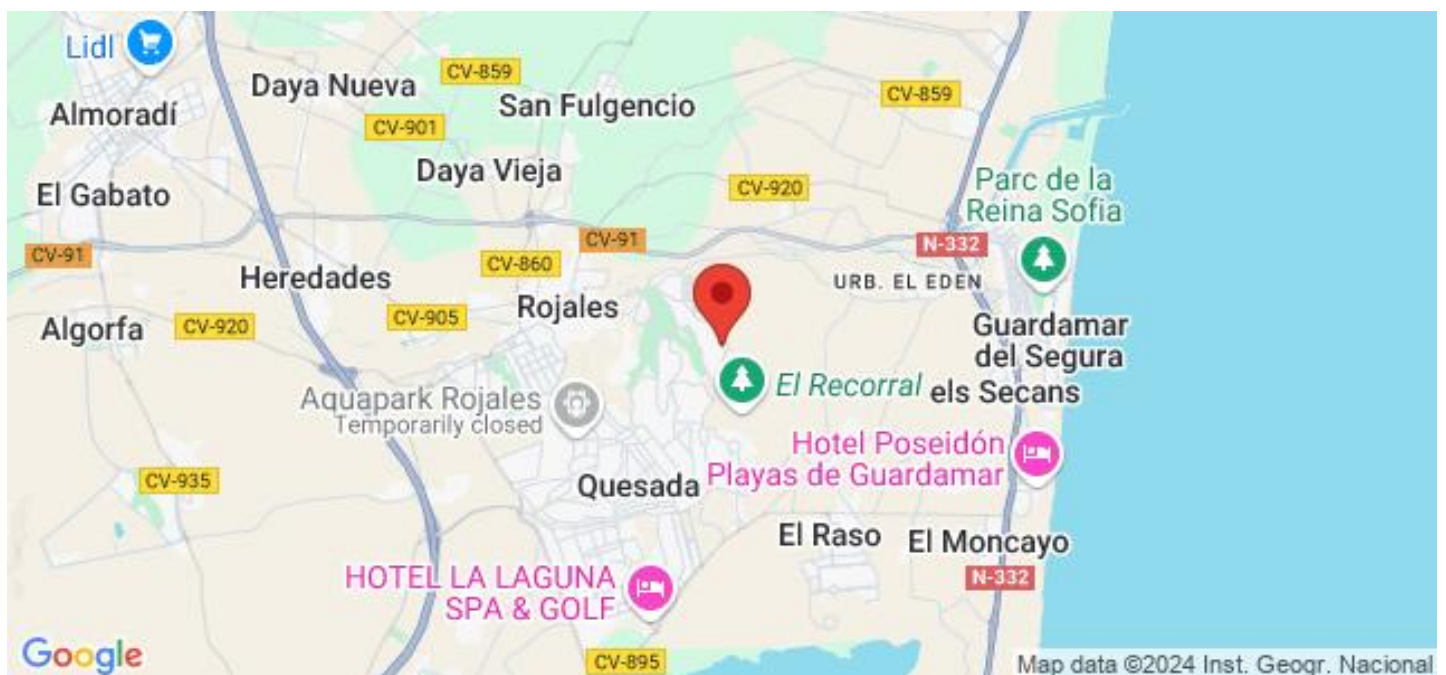 Lidl
Daya Nueva
CV-859
San Fulgencio
CV-859
Almoradí
CV-901
Daya Vieja
CV-920
Parc de la
Reina Sofia
El Gabato
CV-91
CV-91
N-332
Heredades
CV-860
URB. EL EDEN
Rojales
Algorfa
CV-920
CV-905
Guardamar
del Segura
Aquapark Rojales
Temporarily closed
El Recorral
els Secans
Hotel Poseidón
Playas de Guardamar
CV-935
Quesada
El Raso
El Moncayo
HOTEL LA LAGUNA
SPA & GOLF
N-332
Google
CV-895
Map data ©2024 Inst. Geogr. Nacional